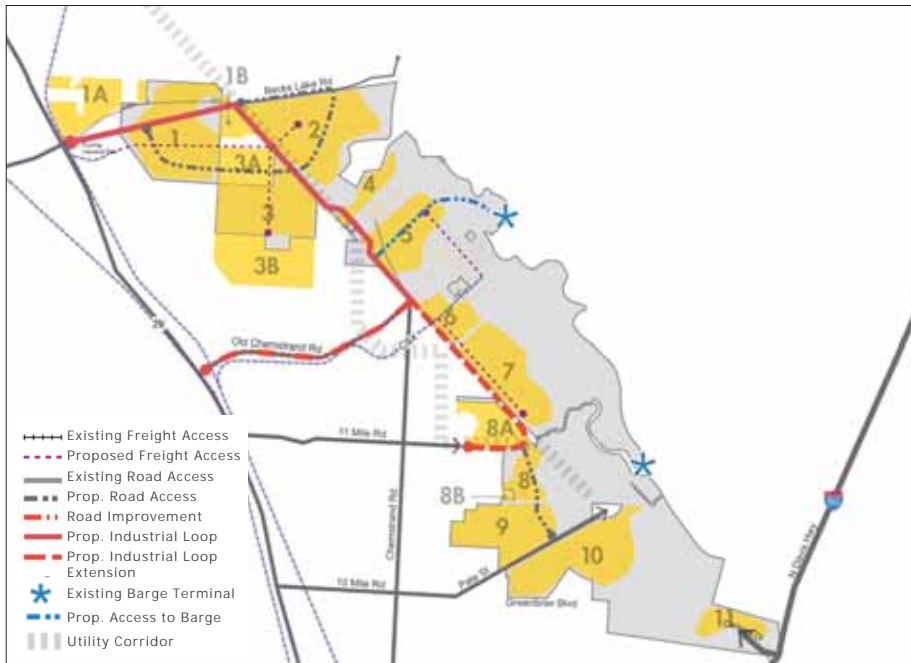 1A
1B
Becks Lake Rd
1
2
3A
3
3B
4
5
29
Old Chemstrand Rd
6
7
8A
11 Mile Rd
8
8B
Chemstrand Rd
9
10
Pate St
10 Mile Rd
Greenbrier Blvd
N Davis Hwy
11
Existing Freight Access
Proposed Freight Access
Existing Road Access
Prop. Road Access
Road Improvement
Prop. Industrial Loop
Prop. Industrial Loop
Extension
Existing Barge Terminal
Prop. Access to Barge
Utility Corridor